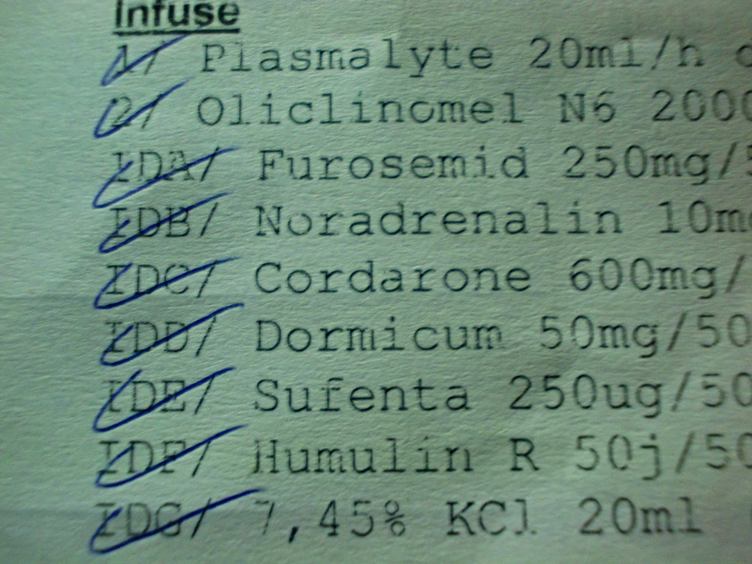 Infuse
1/ Plasmalyte 20ml/h
2/ Oliclinomel N6 2000
IDA/ Furosemid 250mg/5
IDB/ Noradrenalin 10m
IDC/ Cordarone 600mg/
IDD/ Dormicum 50mg/50
IDE/ Sufenta 250ug/50
IDF/ Humulin R 50j/50
IDG/ 7,45% KCl 20ml